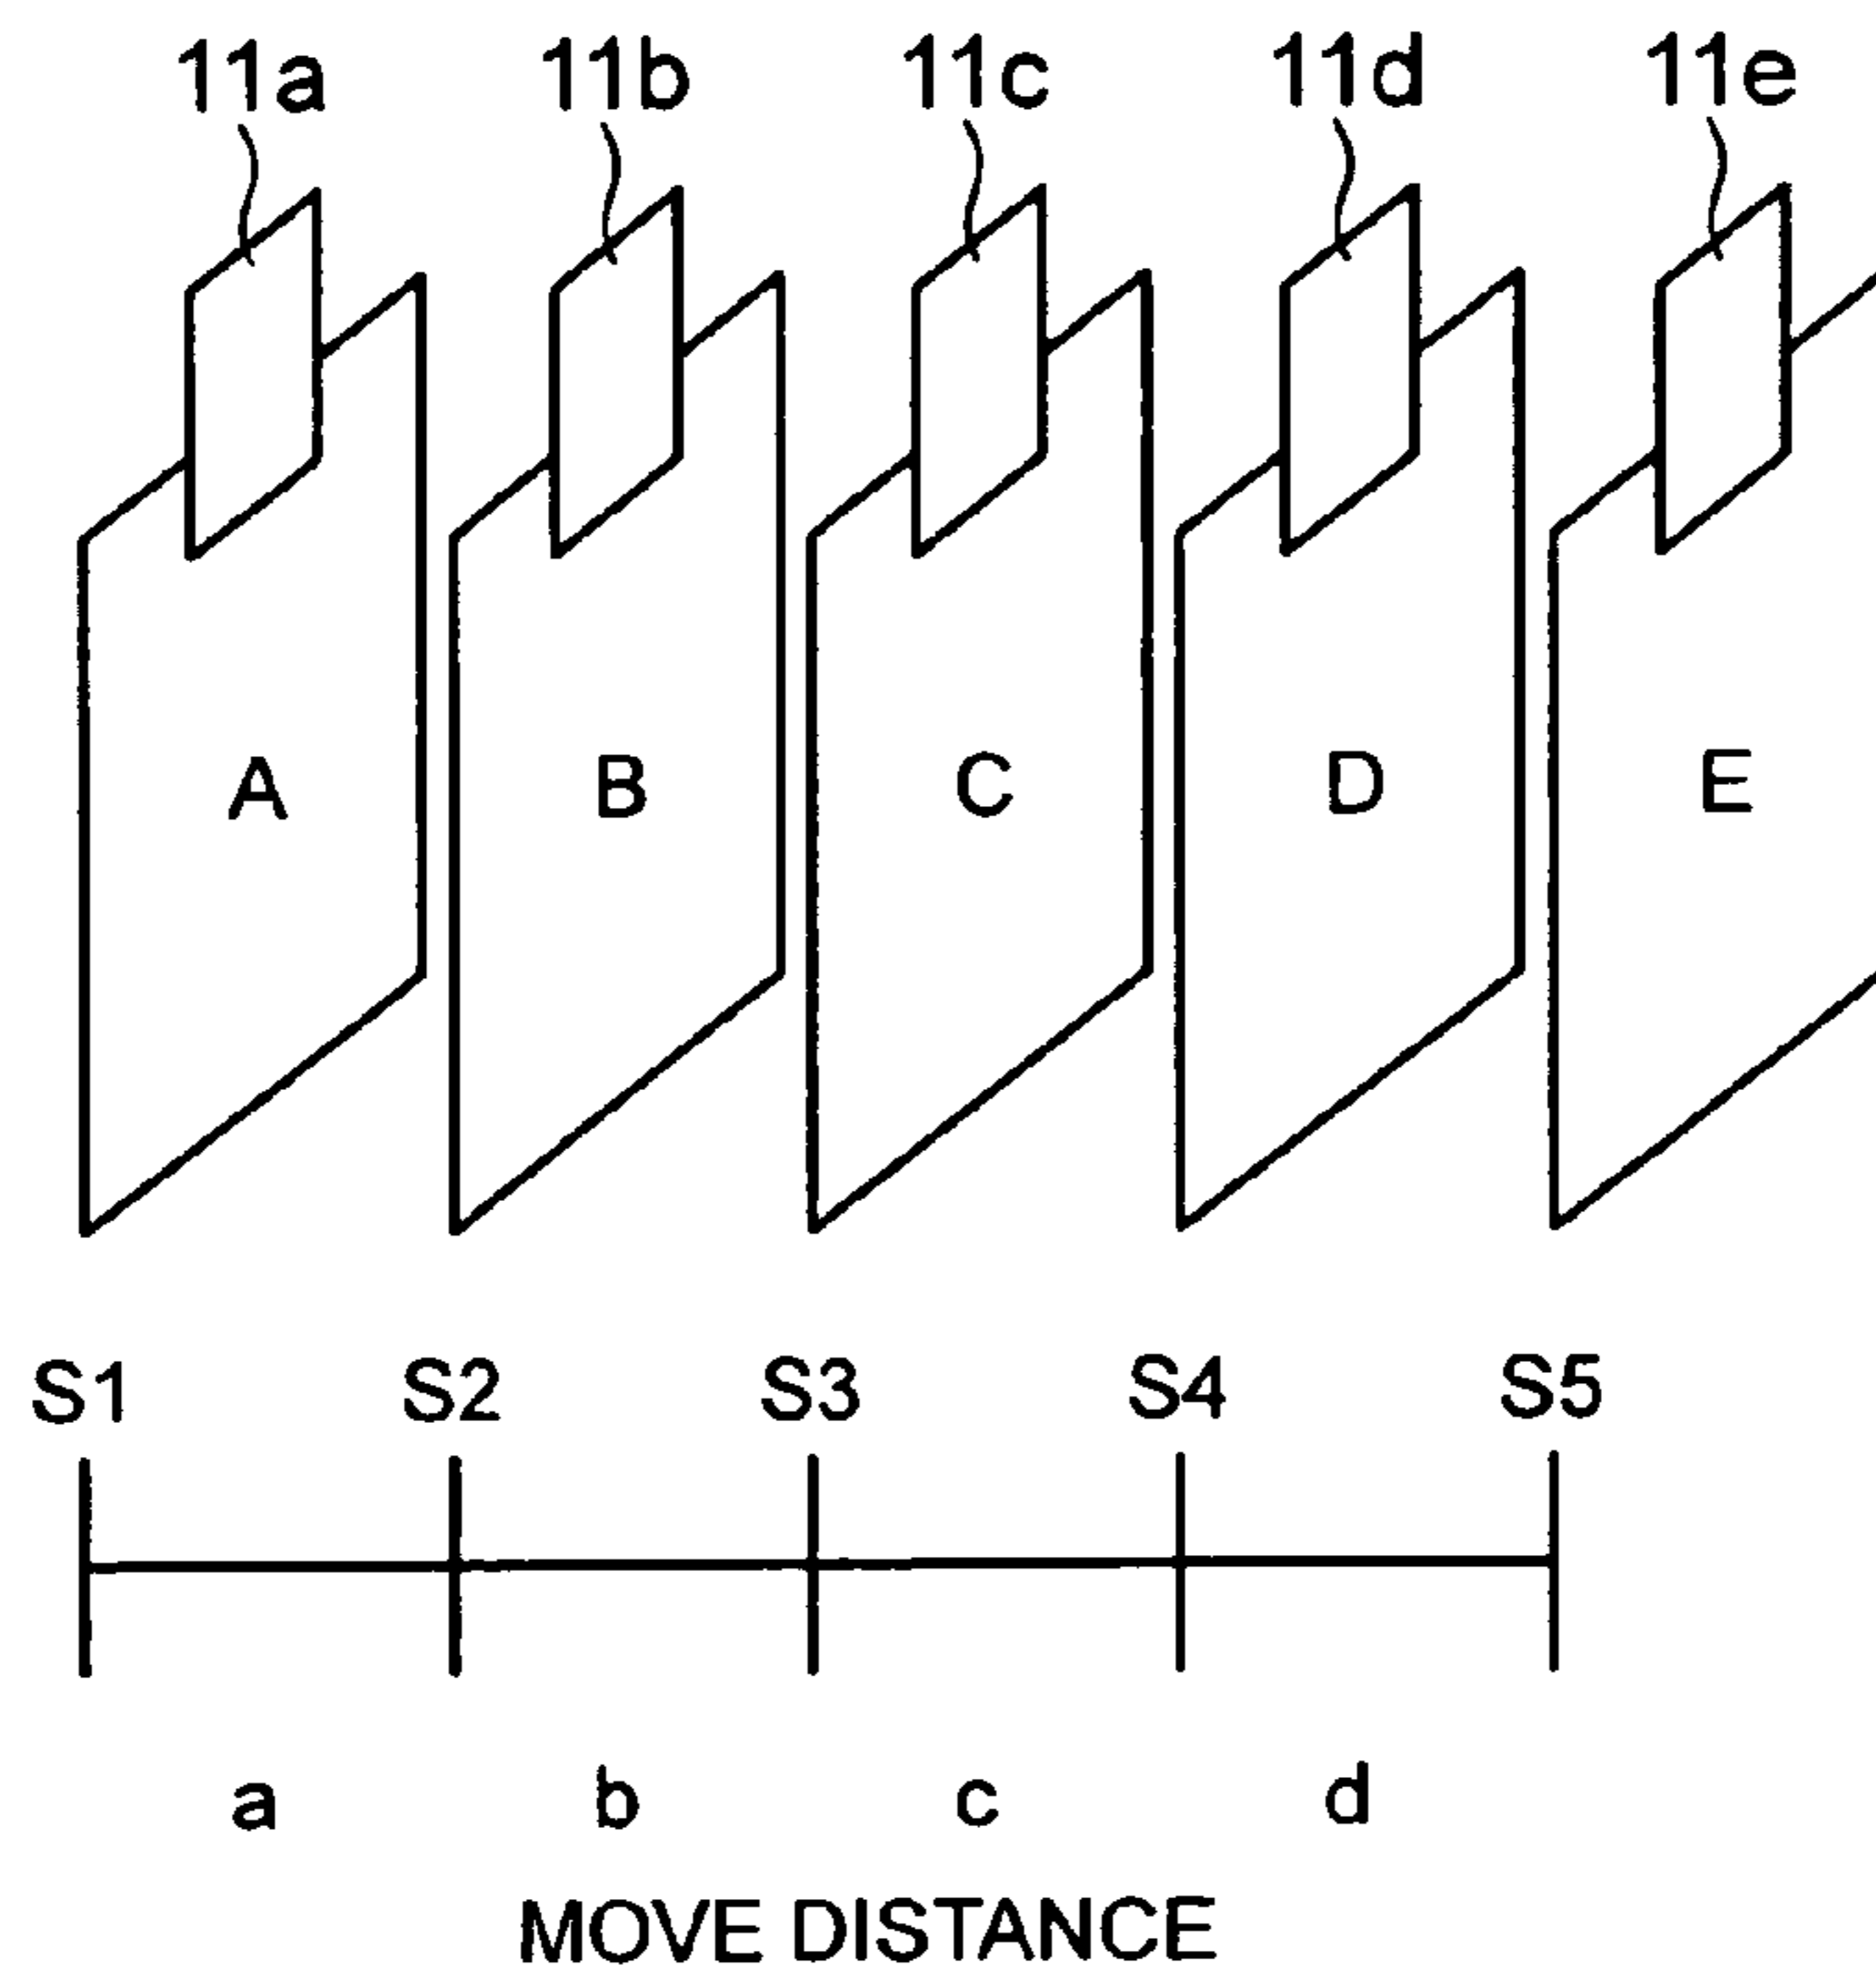 11a 11b 11c 11d 11e
A B C D E
S1 S2 S3 S4 S5
a b c d
MOVE DISTANCE